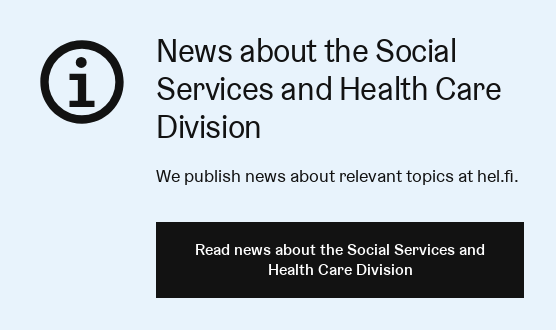 News about the Social
Services and Health Care
Division
We publish news about relevant topics at hel.fi.
Read news about the Social Services and
Health Care Division